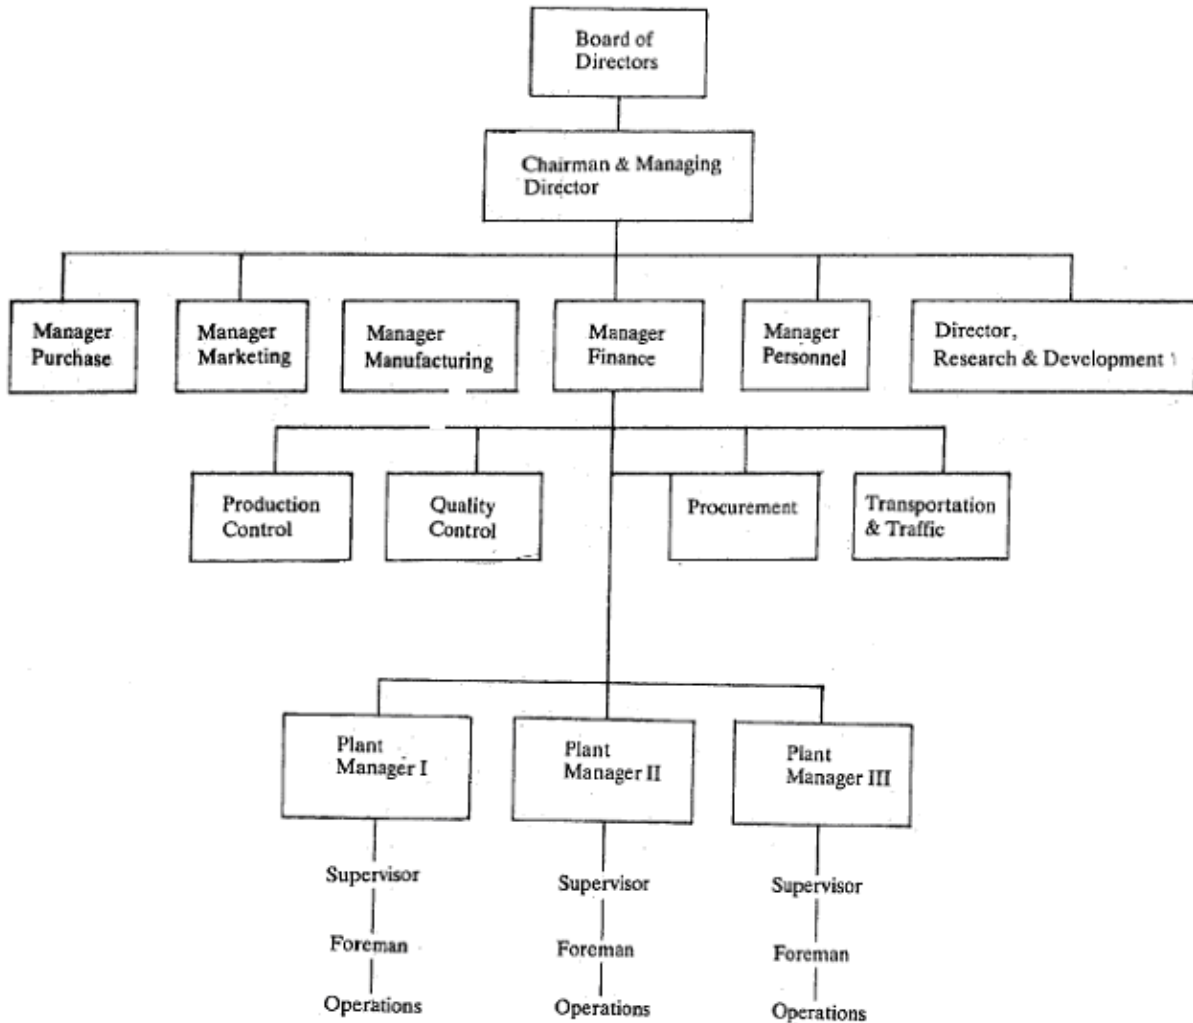 Board of
Directors
Chairman & Managing
Director
Manager
Purchase
Manager
Marketing
Manager
Manufacturing
Manager
Finance
Manager
Personnel
Director,
Research & Development
Production
Control
Quality
Control
Procurement
Transportation
& Traffic
Plant
Manager I
Plant
Manager II
Plant
Manager III
Supervisor
Supervisor
Supervisor
Foreman
Foreman
Foreman
Operations
Operations
Operations